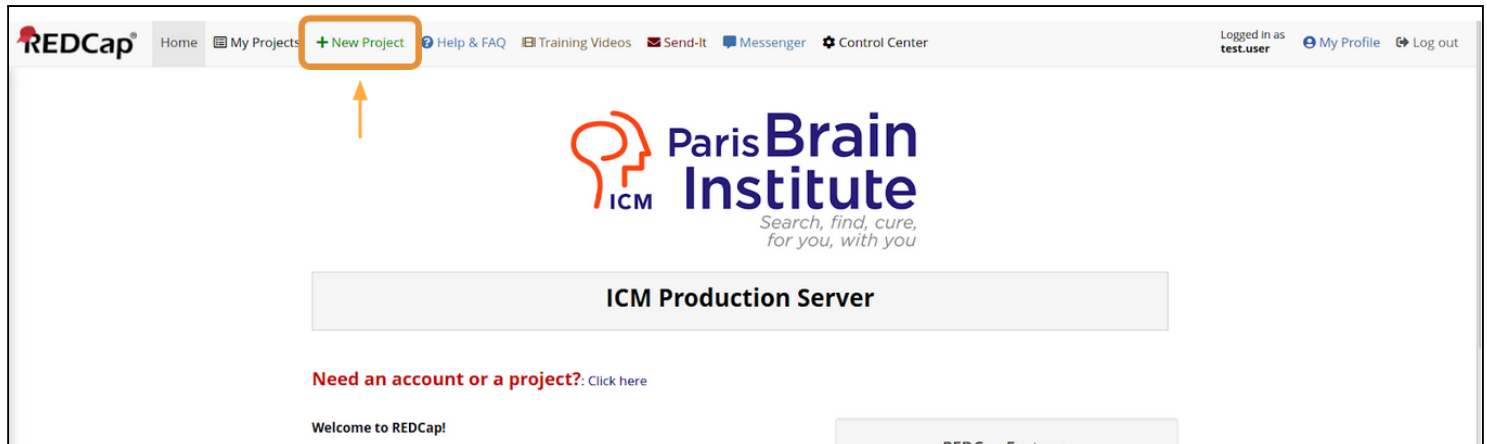 REDCap®
Home My Projects + New Project Help & FAQ Training Videos Send-It Messenger Control Center
Logged in as
test.user
My Profile Log out
Paris Brain
ICM Institute
Search, find, cure,
for you, with you
ICM Production Server
Need an account or a project?: Click here
Welcome to REDCap!